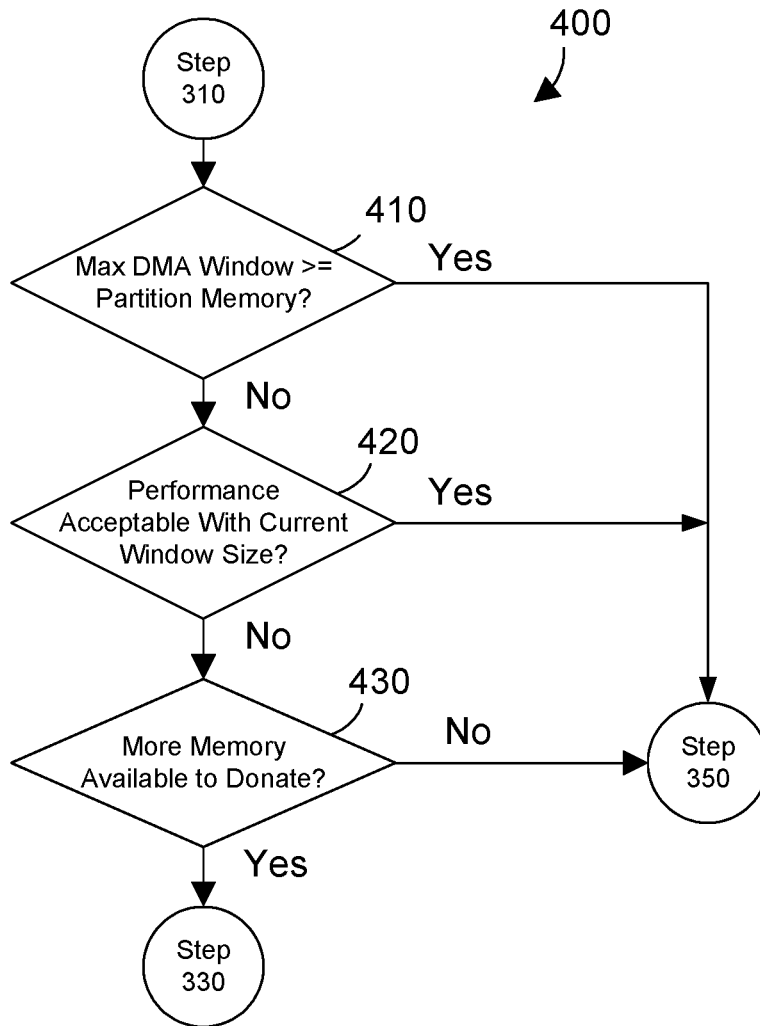 400
Step
310
410
Max DMA Window >=
Partition Memory?
Yes
No
420
Performance
Acceptable With Current
Window Size?
Yes
No
430
More Memory
Available to Donate?
No
Step
350
Yes
Step
330